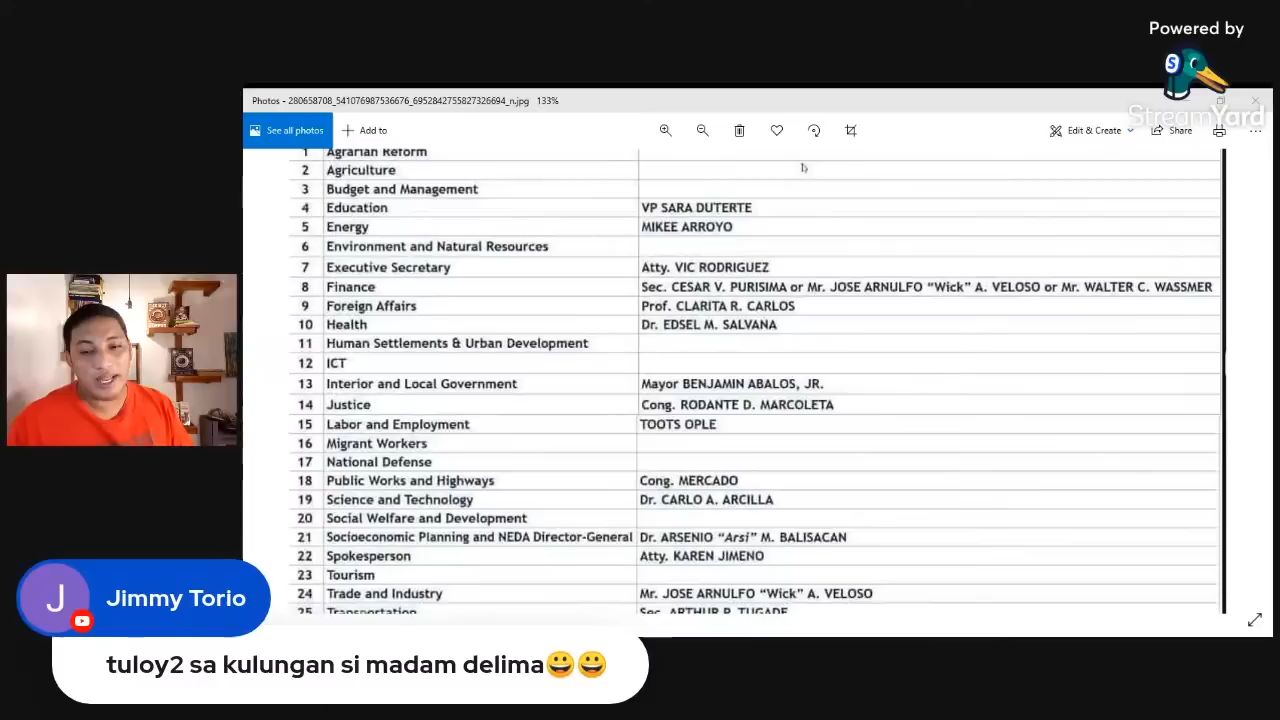 Powered by
StreamYard
Photos - 280658708_541076987536676_6952842755827326694_n.jpg 133%
See all photos
Add to
Edit & Create
Share
1 Agrarian Reform
2 Agriculture
3 Budget and Management
4 Education VP SARA DUTERTE
5 Energy MIKEE ARROYO
6 Environment and Natural Resources
7 Executive Secretary Atty. VIC RODRIGUEZ
8 Finance Sec. CESAR V. PURISIMA or Mr. JOSE ARNULFO “Wick” A. VELOSO or Mr. WALTER C. WASSMER
9 Foreign Affairs Prof. CLARITA R. CARLOS
10 Health Dr. EDSEL M. SALVANA
11 Human Settlements & Urban Development
12 ICT
13 Interior and Local Government Mayor BENJAMIN ABALOS, JR.
14 Justice Cong. RODANTE D. MARCOLETA
15 Labor and Employment TOOTS OPLE
16 Migrant Workers
17 National Defense
18 Public Works and Highways Cong. MERCADO
19 Science and Technology Dr. CARLO A. ARCILLA
20 Social Welfare and Development
21 Socioeconomic Planning and NEDA Director-General Dr. ARSENIO “Arsi” M. BALISACAN
22 Spokesperson Atty. KAREN JIMENO
23 Tourism
24 Trade and Industry Mr. JOSE ARNULFO “Wick” A. VELOSO
25 Transportation Sec. ARTHUR P. TUGADE
J
Jimmy Torio
tuloy2 sa kulungan si madam delima😀😀